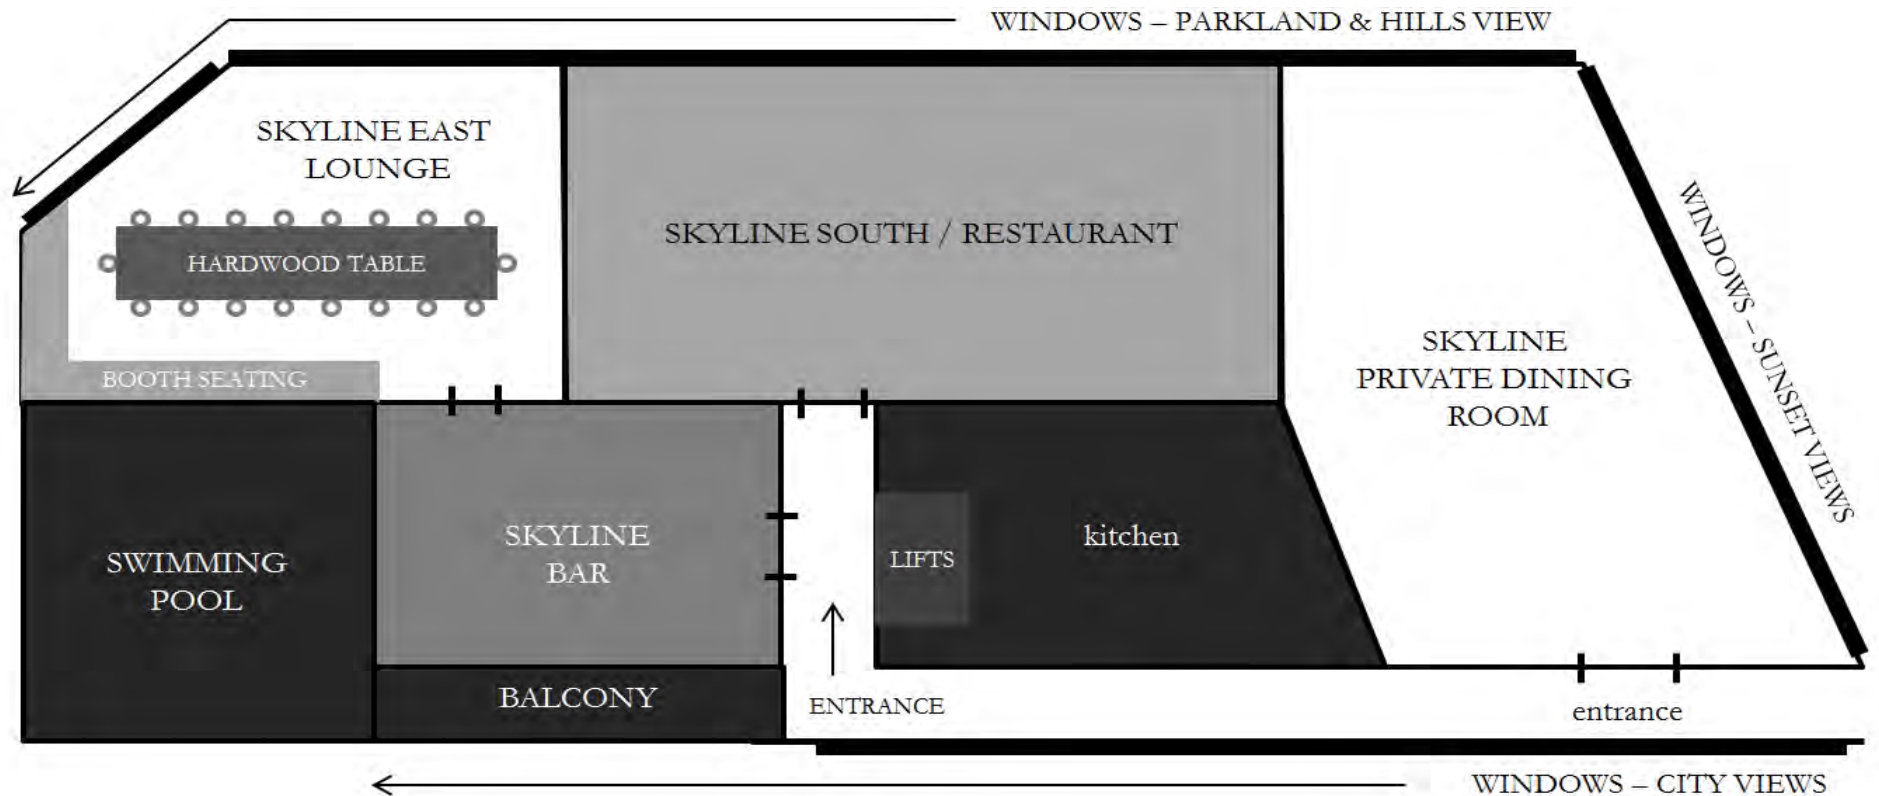 WINDOWS – PARKLAND & HILLS VIEW
SKYLINE EAST
LOUNGE
HARDWOOD TABLE
BOOTH SEATING
SKYLINE SOUTH / RESTAURANT
SKYLINE
PRIVATE DINING
ROOM
WINDOWS – SUNSET VIEWS
SWIMMING
POOL
SKYLINE
BAR
LIFTS
kitchen
BALCONY
ENTRANCE
entrance
WINDOWS – CITY VIEWS